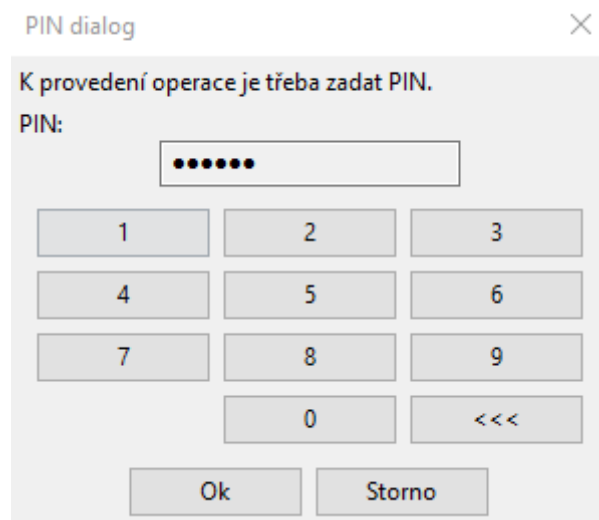 PIN dialog
K provedení operace je třeba zadat PIN.
PIN:
••••••
1 2 3
4 5 6
7 8 9
0 <<<
Ok Storno